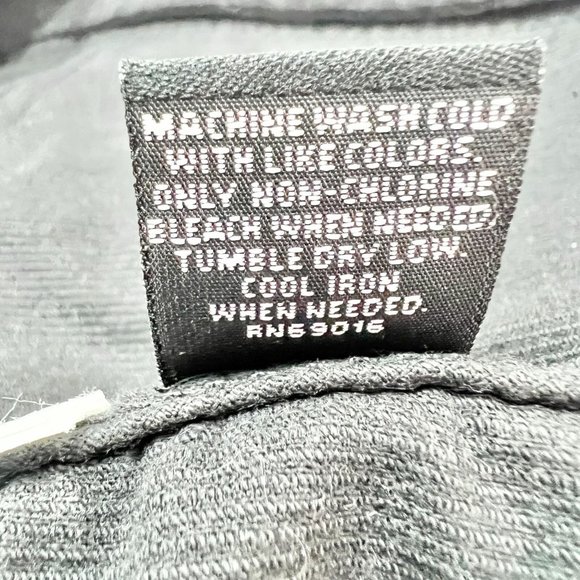 MACHINE WASH COLD
WITH LIKE COLORS.
ONLY NON-CHLORINE
BLEACH WHEN NEEDED
TUMBLE DRY LOW.
COOL IRON
WHEN NEEDED.
RN69016